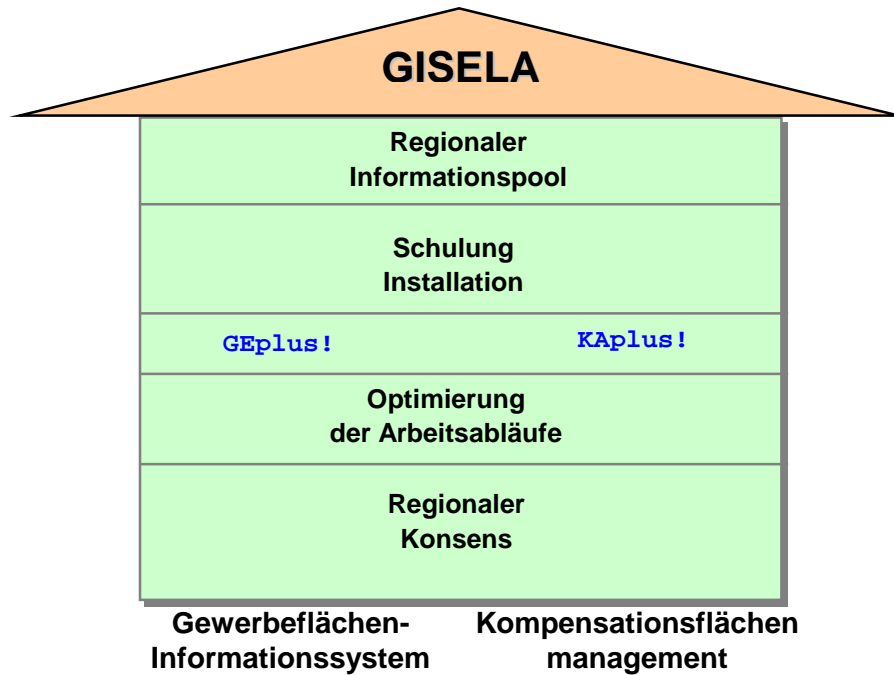 GISELA
Regionaler
Informationspool
Schulung
Installation
GEplus! KAplus!
Optimierung
der Arbeitsabläufe
Regionaler
Konsens
Gewerbeflächen-
Informationssystem
Kompensationsflächen
management